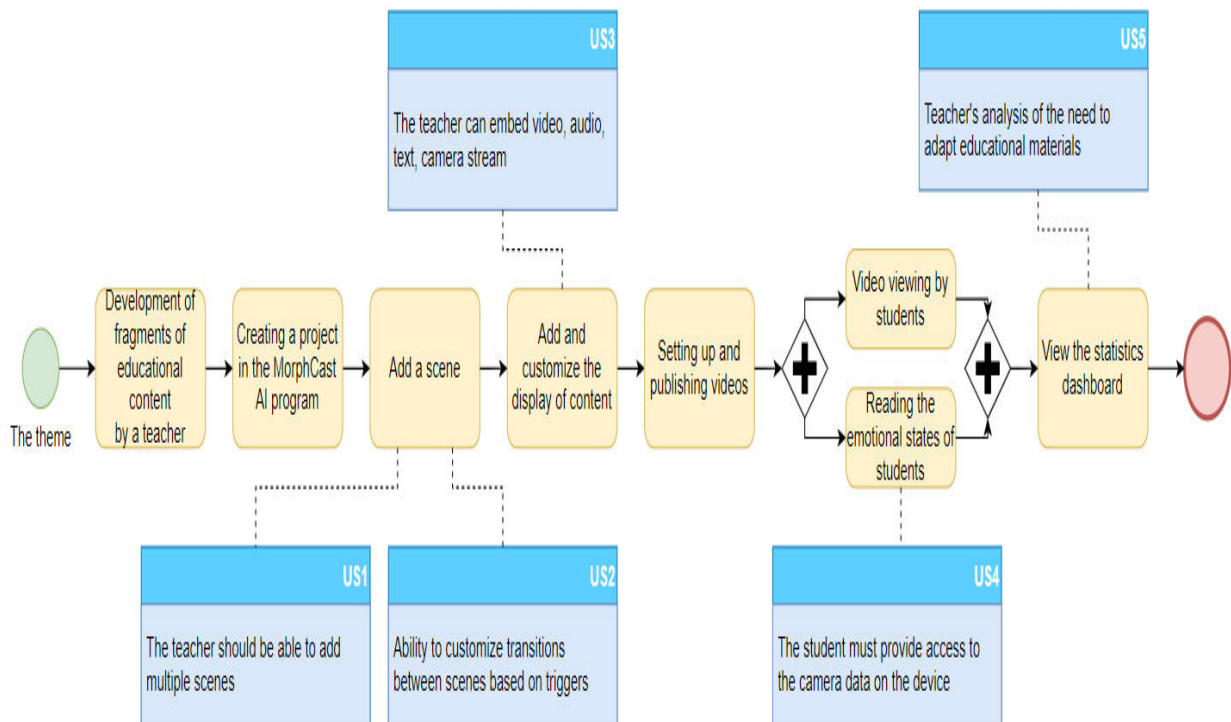 US3
The teacher can embed video, audio,
text, camera stream
US5
Teacher's analysis of the need to
adapt educational materials
The theme
Development of
fragments of
educational
content
by a teacher
Creating a project
in the MorphCast
AI program
Add a scene
Add and
customize the
display of content
Setting up and
publishing videos
Video viewing by
students
Reading the
emotional states of
students
View the statistics
dashboard
US1
The teacher should be able to add
multiple scenes
US2
Ability to customize transitions
between scenes based on triggers
US4
The student must provide access to
the camera data on the device